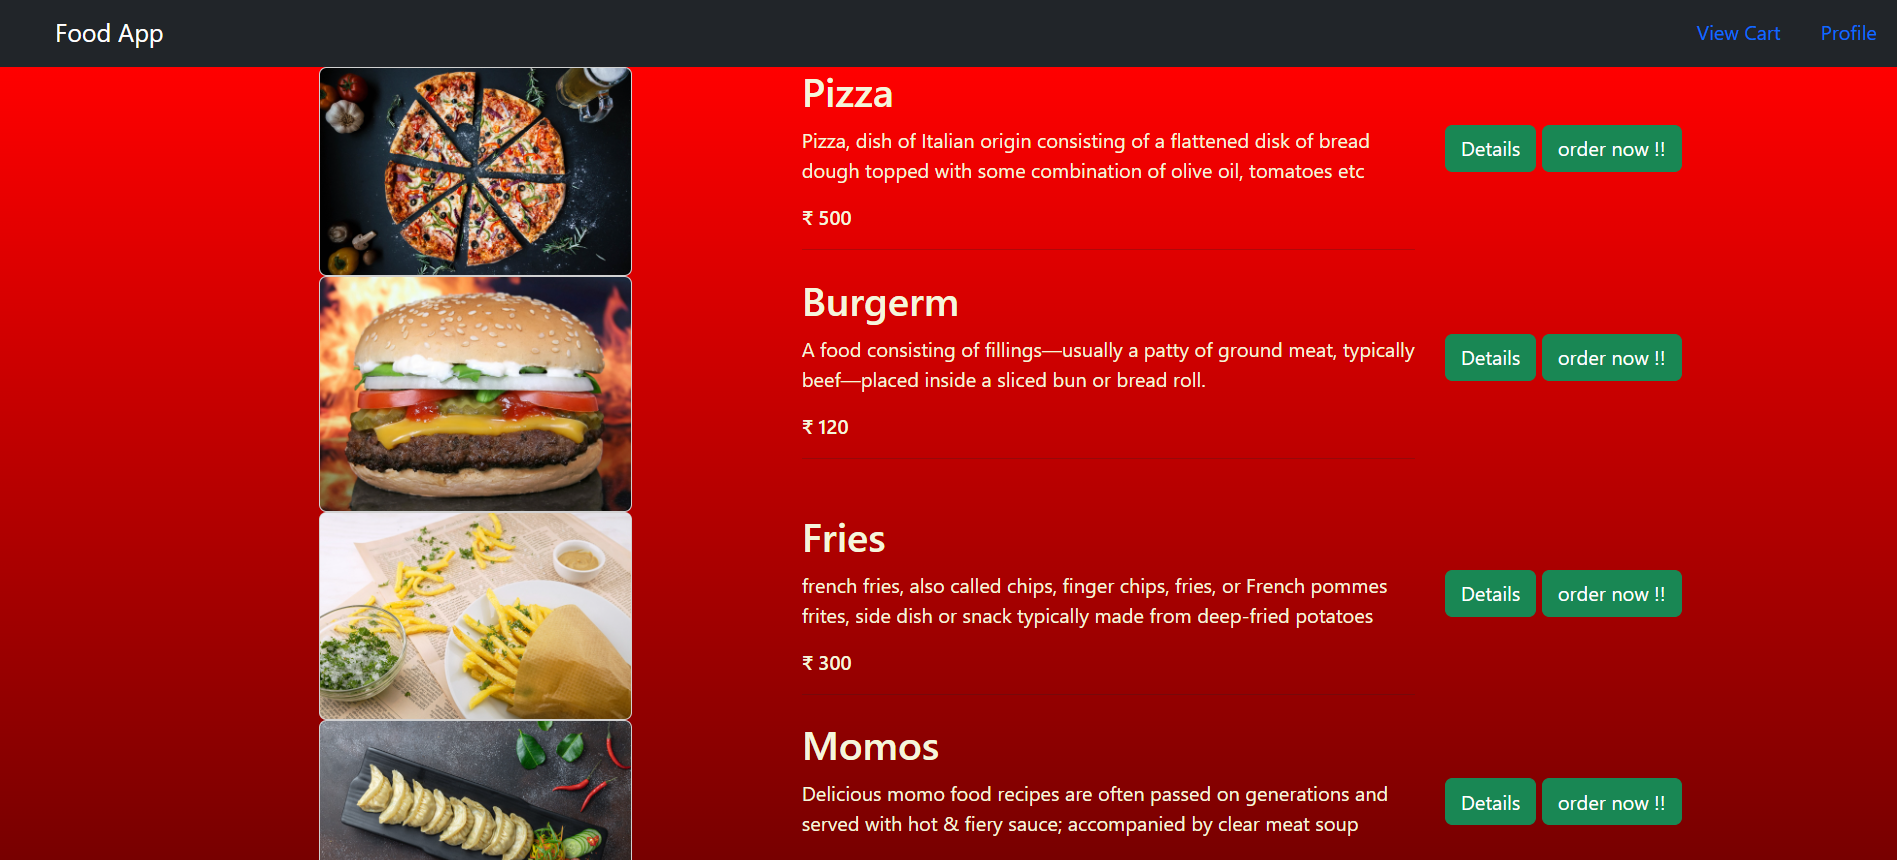 Food App
View Cart
Profile
Pizza
Pizza, dish of Italian origin consisting of a flattened disk of bread
dough topped with some combination of olive oil, tomatoes etc
₹ 500
Details
order now !!
Burgerm
A food consisting of fillings—usually a patty of ground meat, typically
beef—placed inside a sliced bun or bread roll.
₹ 120
Details
order now !!
Fries
french fries, also called chips, finger chips, fries, or French pommes
frites, side dish or snack typically made from deep-fried potatoes
₹ 300
Details
order now !!
Momos
Delicious momo food recipes are often passed on generations and
served with hot & fiery sauce; accompanied by clear meat soup
Details
order now !!